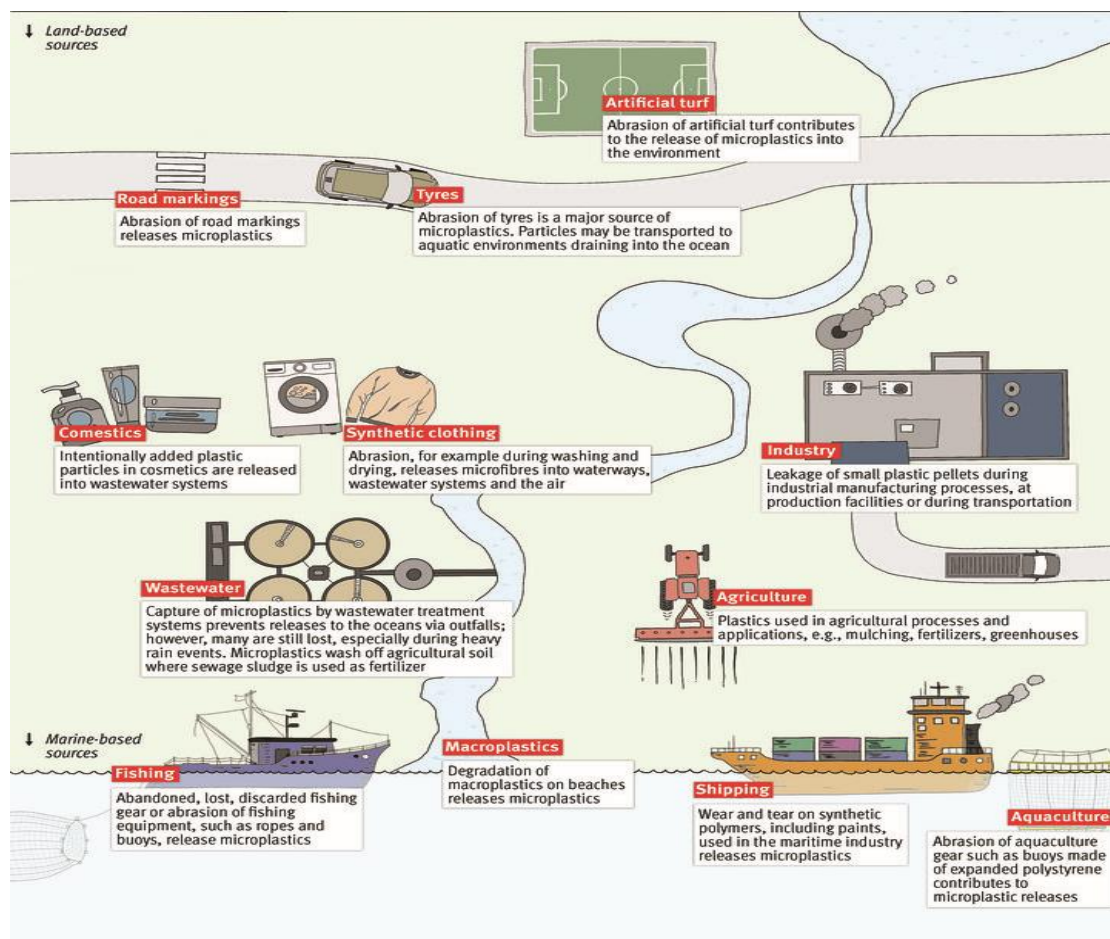 ↓ Land-based
sources
Artificial turf
Abrasion of artificial turf contributes
to the release of microplastics into
the environment
Road markings
Abrasion of road markings
releases microplastics
Tyres
Abrasion of tyres is a major source of
microplastics. Particles may be transported to
aquatic environments draining into the ocean
Comestics
Intentionally added plastic
particles in cosmetics are released
into wastewater systems
Synthetic clothing
Abrasion, for example during washing and
drying, releases microfibres into waterways,
wastewater systems and the air
Industry
Leakage of small plastic pellets during
industrial manufacturing processes, at
production facilities or during transportation
Wastewater
Capture of microplastics by wastewater treatment
systems prevents releases to the oceans via outfalls;
however, many are still lost, especially during heavy
rain events. Microplastics wash off agricultural soil
where sewage sludge is used as fertilizer
Agriculture
Plastics used in agricultural processes and
applications, e.g., mulching, fertilizers, greenhouses
↓ Marine-based
sources
Fishing
Abandoned, lost, discarded fishing
gear or abrasion of fishing
equipment, such as ropes and
buoys, release microplastics
Macroplastics
Degradation of
macroplastics on beaches
releases microplastics
Shipping
Wear and tear on synthetic
polymers, including paints,
used in the maritime industry
releases microplastics
Aquaculture
Abrasion of aquaculture
gear such as buoys made
of expanded polystyrene
contributes to
microplastic releases